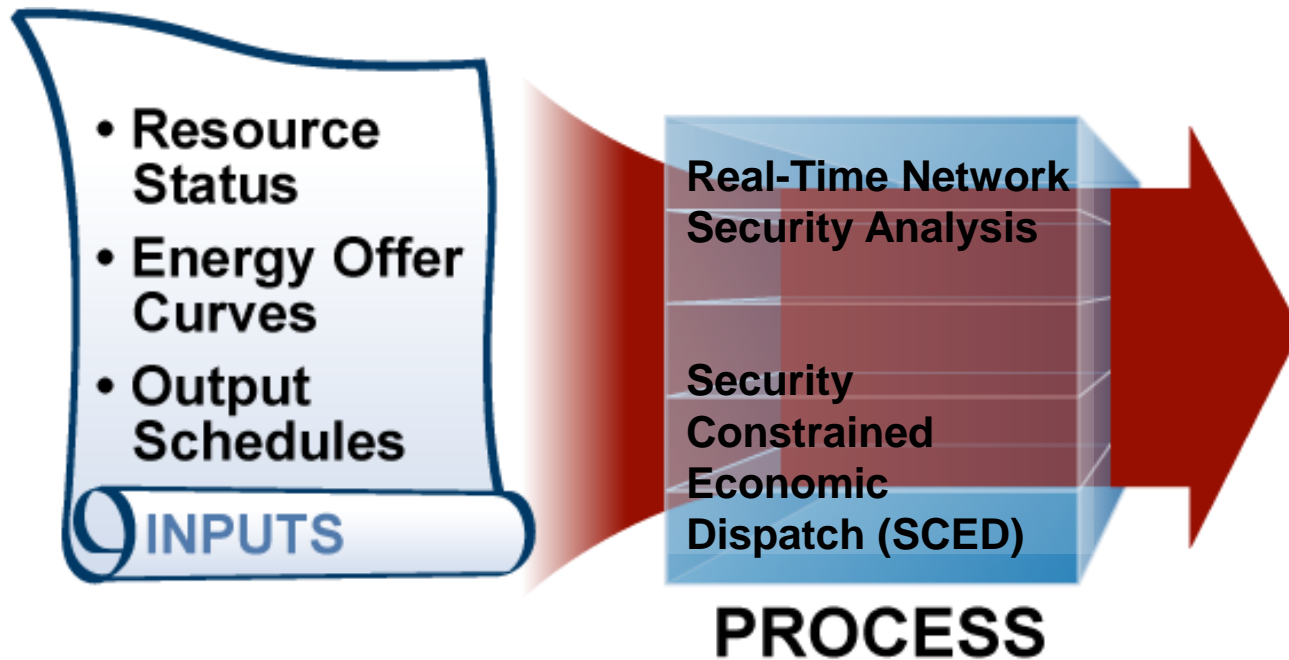 • Resource
Status
• Energy Offer
Curves
• Output
Schedules
INPUTS
Real-Time Network
Security Analysis
Security
Constrained
Economic
Dispatch (SCED)
PROCESS